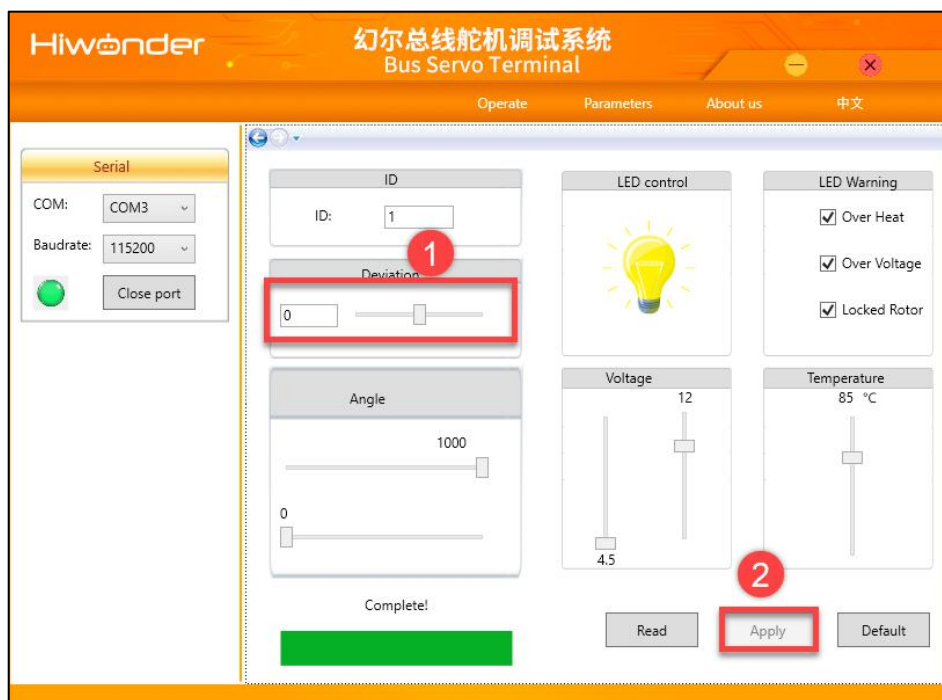 Hiwonder
幻尔总线舵机调试系统
Bus Servo Terminal
Operate Parameters About us 中文
Serial
COM: COM3
Baudrate: 115200
Close port
ID
ID: 1
1
Deviation
0
Angle
1000
0
Complete!
LED control
LED Warning
Over Heat
Over Voltage
Locked Rotor
Voltage
12
4.5
Temperature
85 °C
2
Read Apply Default